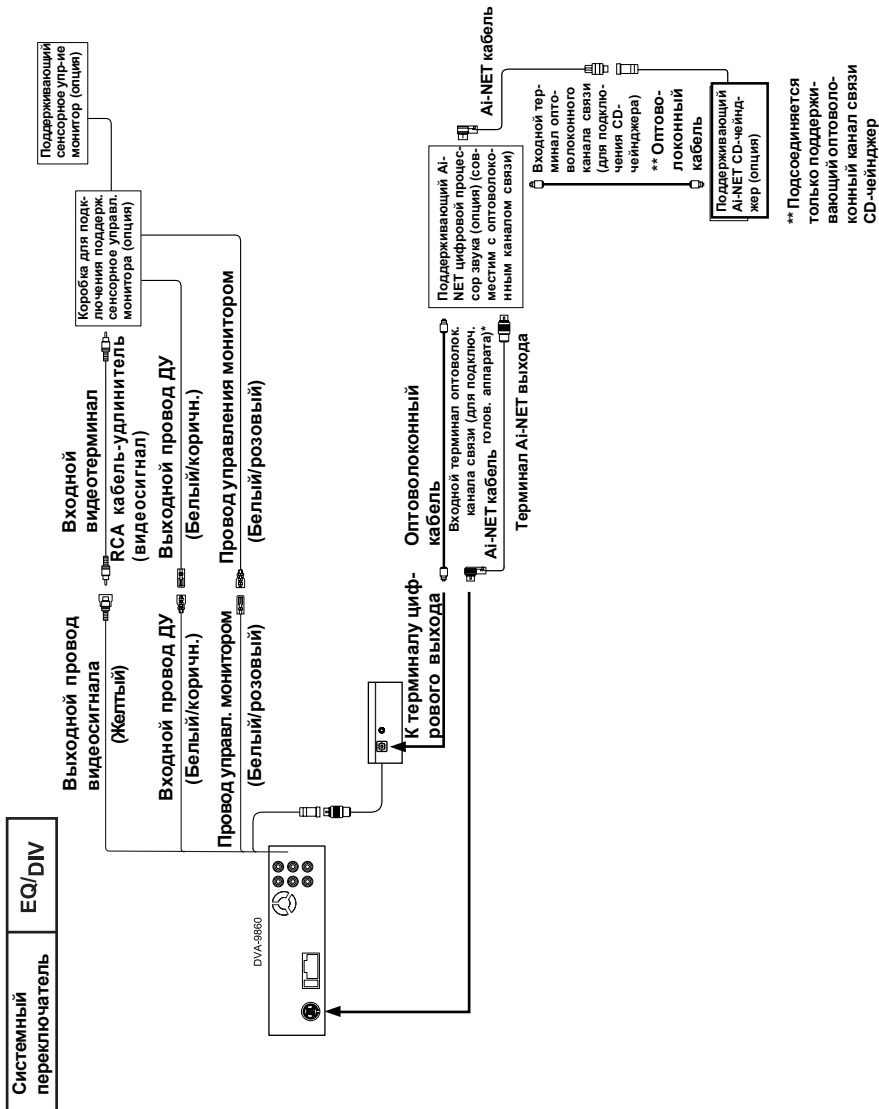 Системный
переключатель
EQ/DIV
DVA-9860
Выходной провод
видеосигнала
(Желтый)
Входной
видеотерминал
RCA кабель-удлинитель
(видеосигнал)
Коробка для подк-
лючения поддерж.
сенсорное управл.
монитора (опция)
Поддерживающий
сенсорное упр-ие
монитор (опция)
Входной провод ДУ
(Белый/коричн.)
Выходной провод ДУ
(Белый/коричн.)
Провод управл. монитором
(Белый/розовый)
Провод управления монитором
(Белый/розовый)
К терминалу циф-
рового выхода
Оптоволоконный
кабель
Входной терминал оптоволок.
канала связи (для подключ.
голов. аппарата)*
Ai-NET кабель
Терминал Ai-NET выхода
Поддерживающий Ai-
NET цифровой процес-
сор звука (опция) (сов-
местим с оптоволоко-
нным каналом связи)
Ai-NET кабель
Входной тер-
минал опто-
волоконного
канала связи
(для подклю-
чения CD-
чейнджера)
** Оптово-
локонный
кабель
Поддерживающий
Ai-NET CD-чейнд-
жер (опция)
** Подсоединяется
только поддержи-
вающий оптоволо-
конный канал связи
CD-чейнджер